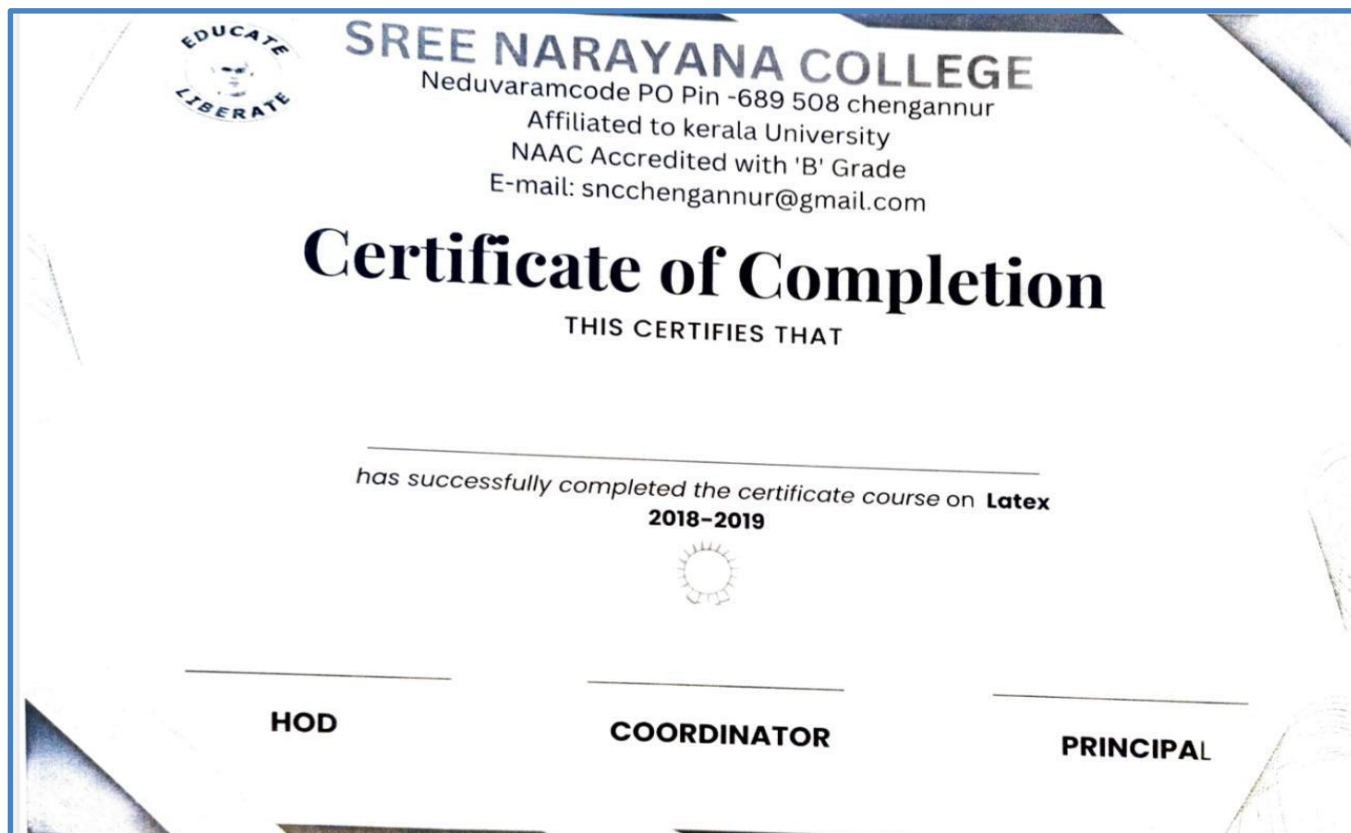 EDUCATE
LIBERATE
SREE NARAYANA COLLEGE
Neduvaramcode PO Pin -689 508 chengannur
Affiliated to kerala University
NAAC Accredited with 'B' Grade
E-mail: sncchengannur@gmail.com
Certificate of Completion
THIS CERTIFIES THAT
has successfully completed the certificate course on Latex
2018-2019
HOD
COORDINATOR
PRINCIPAL